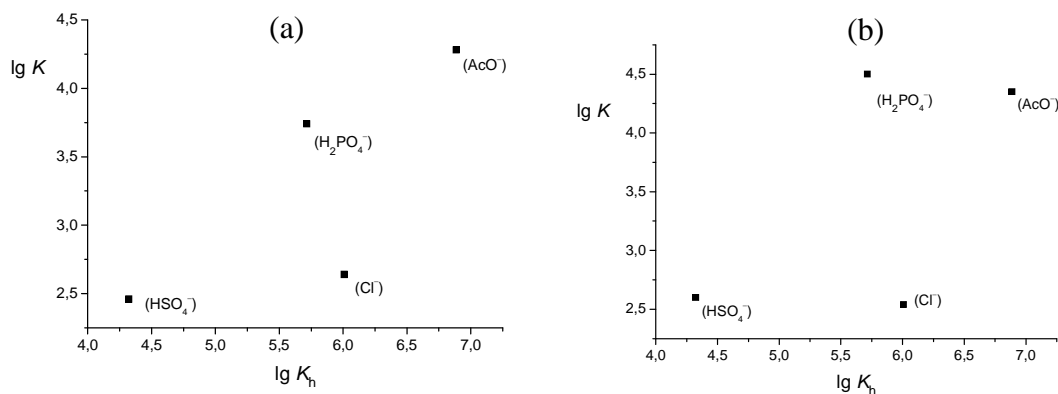 (a)
4,5
lg K
(AcO⁻)
4,0
3,5
(H₂PO₄⁻)
3,0
2,5
(HSO₄⁻)
(Cl⁻)
4,0 4,5 5,0 5,5 6,0 6,5 7,0
lg Kₕ
(b)
4,5
lg K
(H₂PO₄⁻)
(AcO⁻)
4,0
3,5
3,0
2,5
(HSO₄⁻)
(Cl⁻)
4,0 4,5 5,0 5,5 6,0 6,5 7,0
lg Kₕ